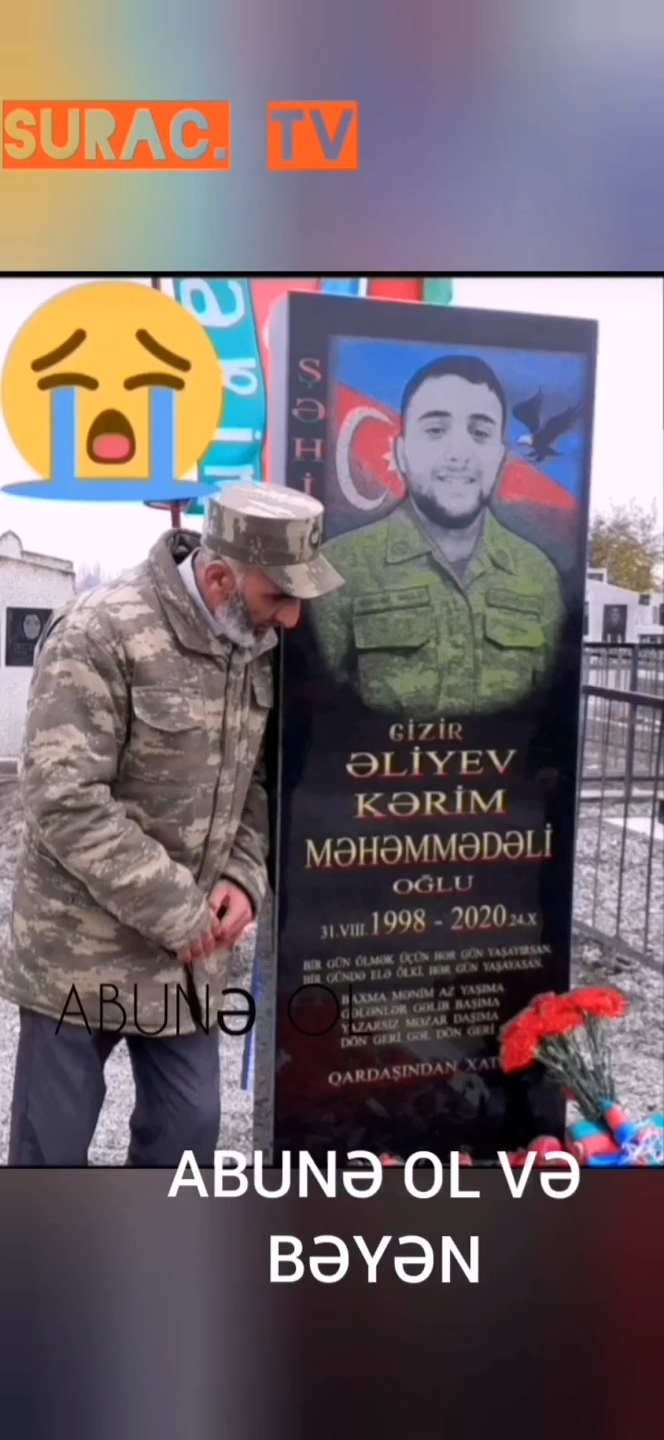 SURAC. TV
ŞƏHİ
GİZİR
ƏLİYEV
KƏRİM
MƏHƏMMƏDƏLİ
OĞLU
31.VIII.1998 - 2020.24.X
BİR GÜN ÖLMƏK ÜÇÜN HƏR GÜN YAŞAYIRSAN.
BİR GÜNDƏ ELƏ ÖLKİ, HƏR GÜN YAŞAYASAN.
BAXMA MƏNİM AZ YAŞIMA
GƏLƏNLƏR GƏLİB BAŞIMA
YAZARSIZ MƏZAR DAŞIMA
DÖN GERİ GƏL DÖN GERİ
QARDAŞINDAN XAT
ABUNƏ OL
ABUNƏ OL VƏ
BƏYƏN